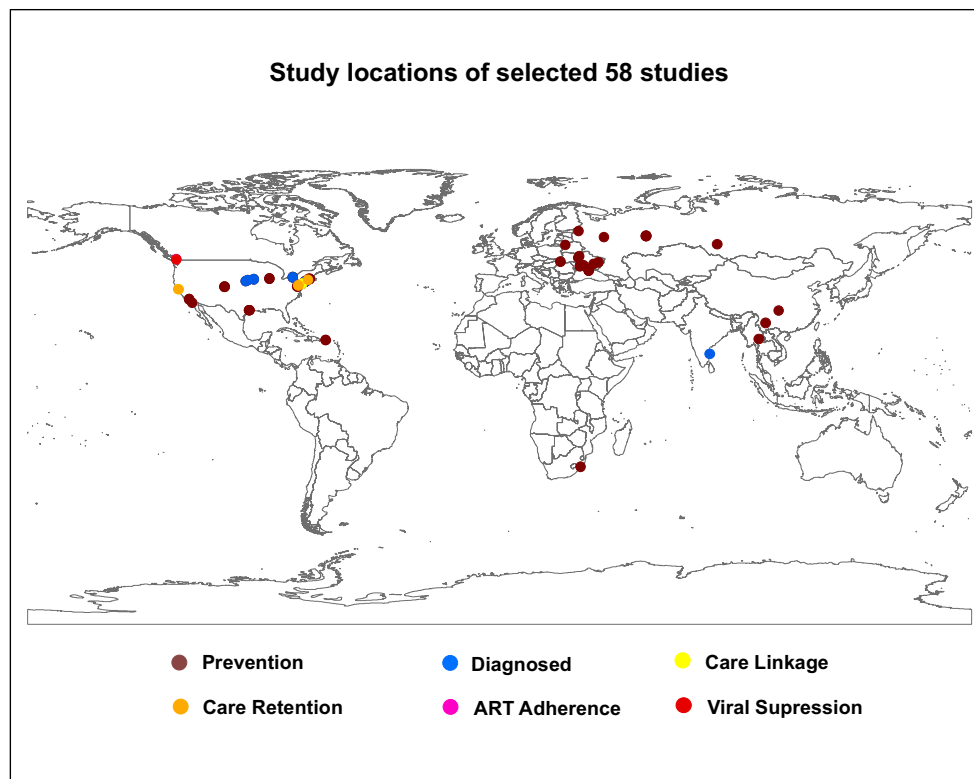 Study locations of selected 58 studies
Prevention
Diagnosed
Care Linkage
Care Retention
ART Adherence
Viral Supression